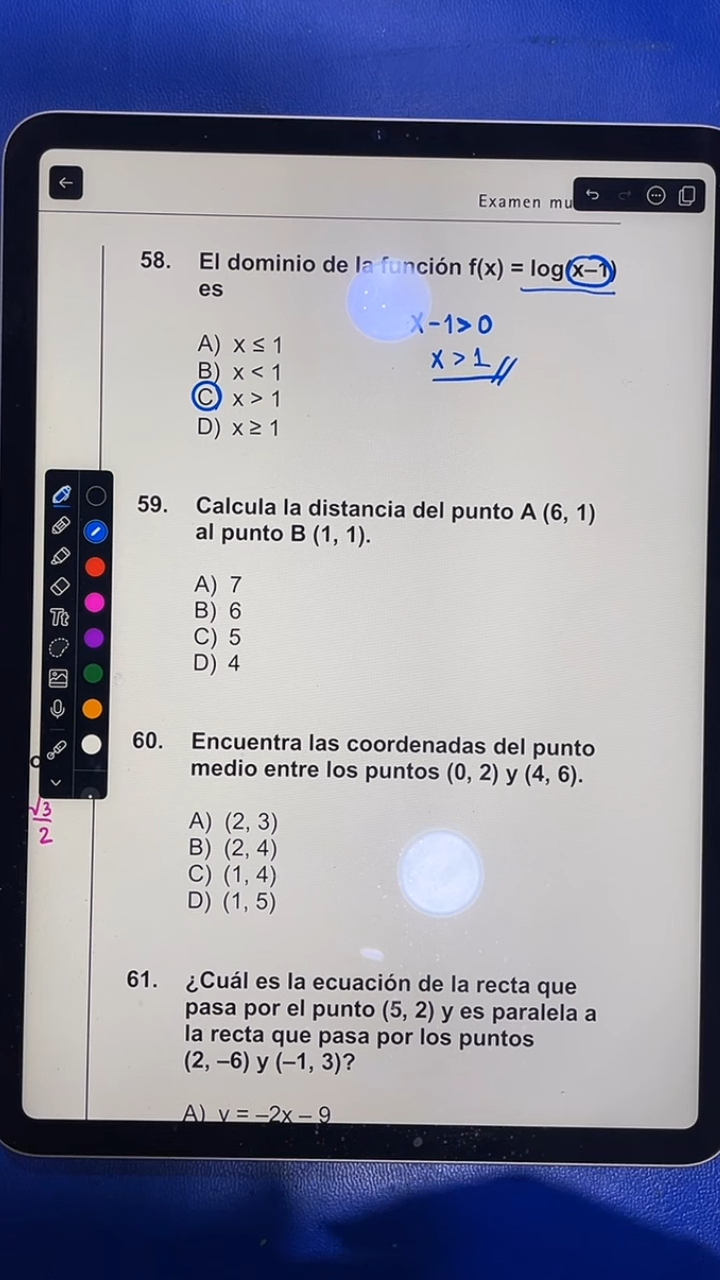 Examen mu
58. El dominio de la función f(x) = log(x–1)
es
x-1>0
x>1
A) x ≤ 1
B) x < 1
C) x > 1
D) x ≥ 1
59. Calcula la distancia del punto A (6, 1)
al punto B (1, 1).
A) 7
B) 6
C) 5
D) 4
Tt
60. Encuentra las coordenadas del punto
medio entre los puntos (0, 2) y (4, 6).
√3
2
A) (2, 3)
B) (2, 4)
C) (1, 4)
D) (1, 5)
61. ¿Cuál es la ecuación de la recta que
pasa por el punto (5, 2) y es paralela a
la recta que pasa por los puntos
(2, –6) y (–1, 3)?
A) y = –2x – 9